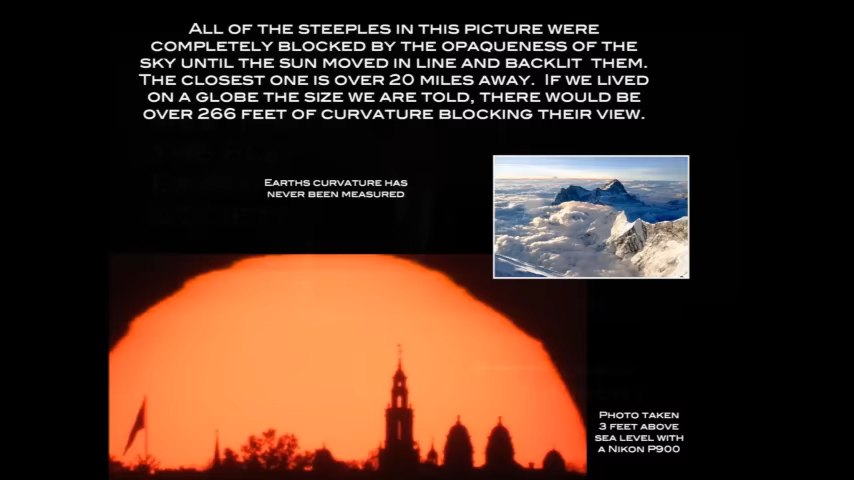 All of the steeples in this picture were
completely blocked by the opaqueness of the
sky until the sun moved in line and backlit them.
The closest one is over 20 miles away. If we lived
on a globe the size we are told, there would be
over 266 feet of curvature blocking their view.
Earths curvature has
never been measured
Photo taken
3 feet above
sea level with
a Nikon P900